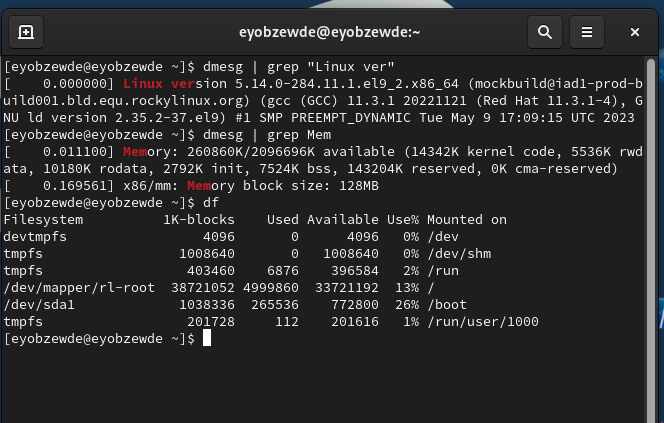 eyobzewde@eyobzewde:~
[eyobzewde@eyobzewde ~]$ dmesg | grep "Linux ver"
[    0.000000] Linux version 5.14.0-284.11.1.el9_2.x86_64 (mockbuild@iad1-prod-b
uild001.bld.equ.rockylinux.org) (gcc (GCC) 11.3.1 20221121 (Red Hat 11.3.1-4), G
NU ld version 2.35.2-37.el9) #1 SMP PREEMPT_DYNAMIC Tue May 9 17:09:15 UTC 2023
[eyobzewde@eyobzewde ~]$ dmesg | grep Mem
[    0.011100] Memory: 260860K/2096696K available (14342K kernel code, 5536K rwd
ata, 10180K rodata, 2792K init, 7524K bss, 143204K reserved, 0K cma-reserved)
[    0.169561] x86/mm: Memory block size: 128MB
[eyobzewde@eyobzewde ~]$ df
Filesystem          1K-blocks    Used Available Use% Mounted on
devtmpfs                 4096       0      4096   0% /dev
tmpfs                 1008640       0   1008640   0% /dev/shm
tmpfs                  403460    6876    396584   2% /run
/dev/mapper/rl-root  38721052 4999860  33721192  13% /
/dev/sda1             1038336  265536    772800  26% /boot
tmpfs                  201728     112    201616   1% /run/user/1000
[eyobzewde@eyobzewde ~]$